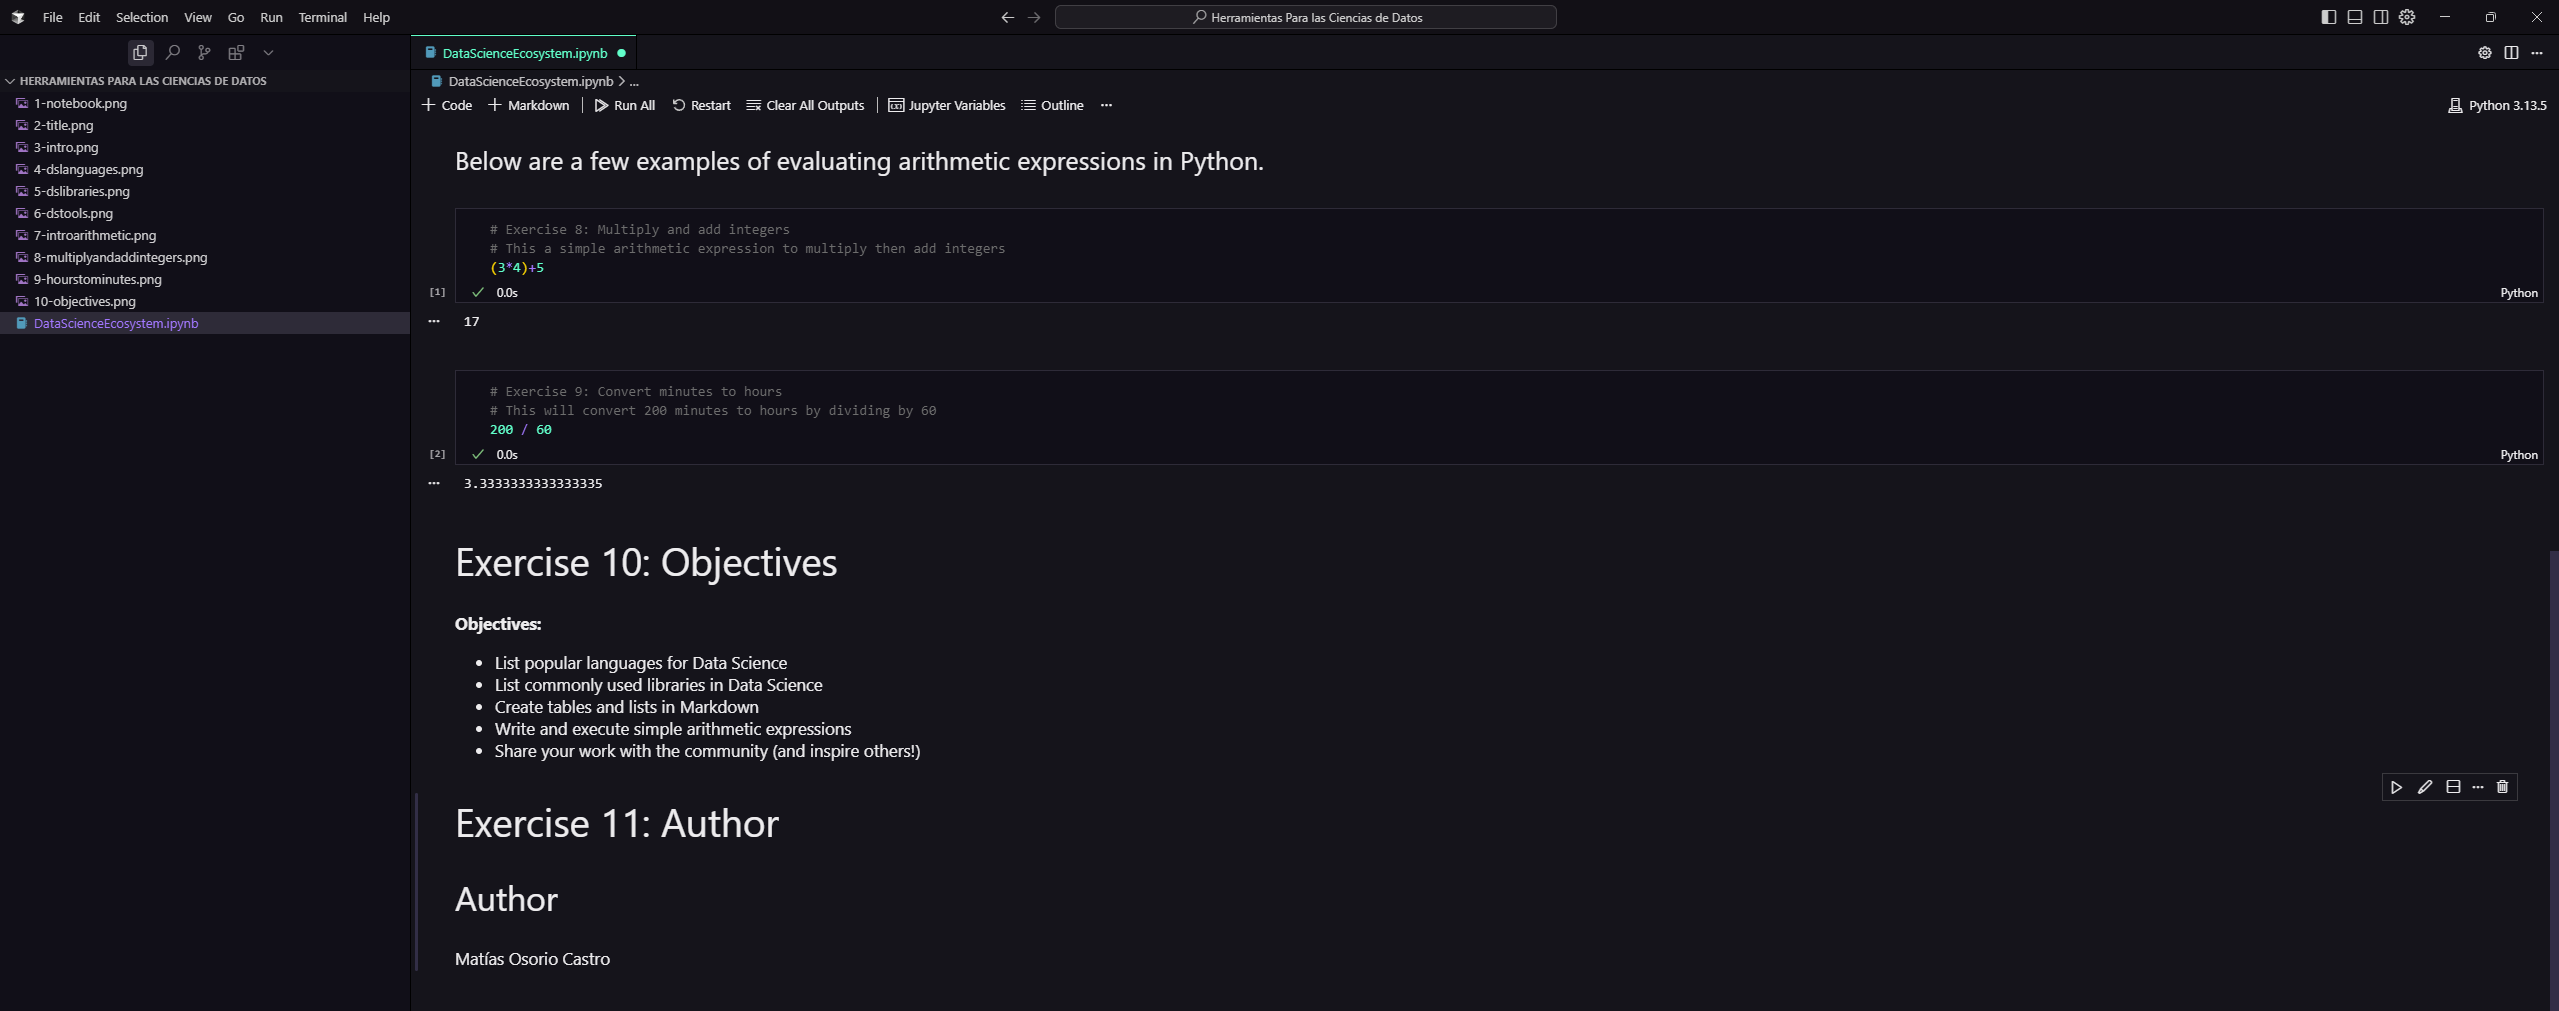 File Edit Selection View Go Run Terminal Help
Herramientas Para las Ciencias de Datos
HERRAMIENTAS PARA LAS CIENCIAS DE DATOS
1-notebook.png
2-title.png
3-intro.png
4-dslanguages.png
5-dslibraries.png
6-dstools.png
7-introarithmetic.png
8-multiplyandaddintegers.png
9-hourstominutes.png
10-objectives.png
DataScienceEcosystem.ipynb
DataScienceEcosystem.ipynb
DataScienceEcosystem.ipynb > ...
+ Code + Markdown | Run All Restart Clear All Outputs | Jupyter Variables Outline ...
Python 3.13.5
Below are a few examples of evaluating arithmetic expressions in Python.
# Exercise 8: Multiply and add integers
# This a simple arithmetic expression to multiply then add integers
(3*4)+5
[1] 0.0s Python
... 17
# Exercise 9: Convert minutes to hours
# This will convert 200 minutes to hours by dividing by 60
200 / 60
[2] 0.0s Python
... 3.3333333333333335
Exercise 10: Objectives
Objectives:
• List popular languages for Data Science
• List commonly used libraries in Data Science
• Create tables and lists in Markdown
• Write and execute simple arithmetic expressions
• Share your work with the community (and inspire others!)
Exercise 11: Author
Author
Matías Osorio Castro